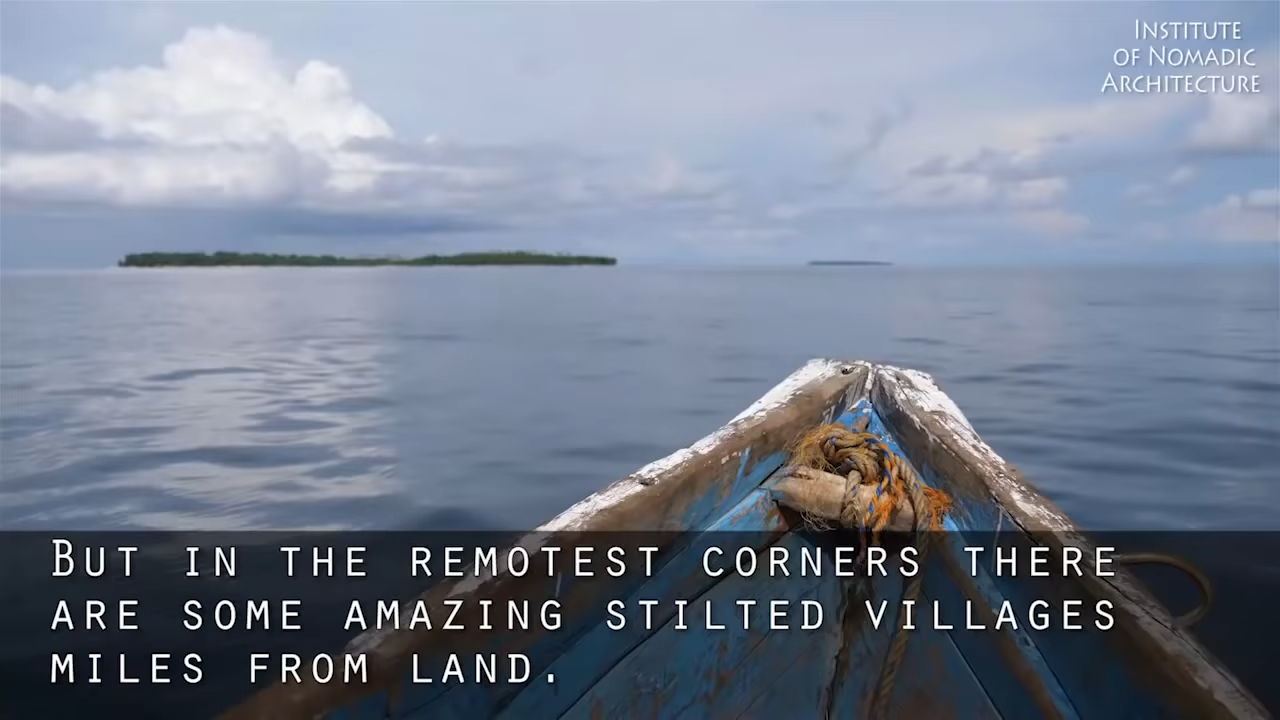 Institute
of Nomadic
Architecture
But in the remotest corners there
are some amazing stilted villages
miles from land.